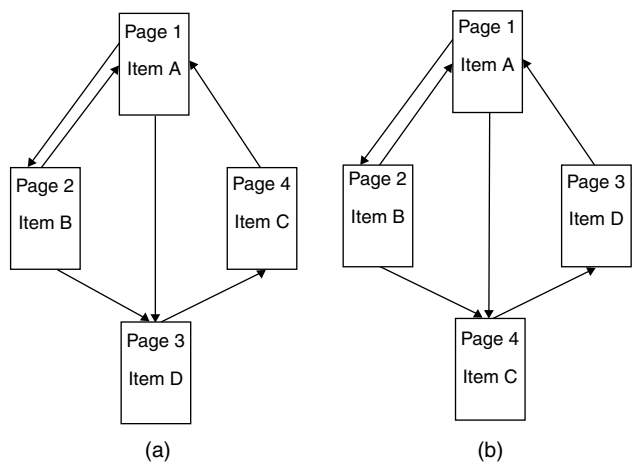 Page 1
Item A
Page 2
Item B
Page 4
Item C
Page 3
Item D
(a)
Page 1
Item A
Page 2
Item B
Page 3
Item D
Page 4
Item C
(b)